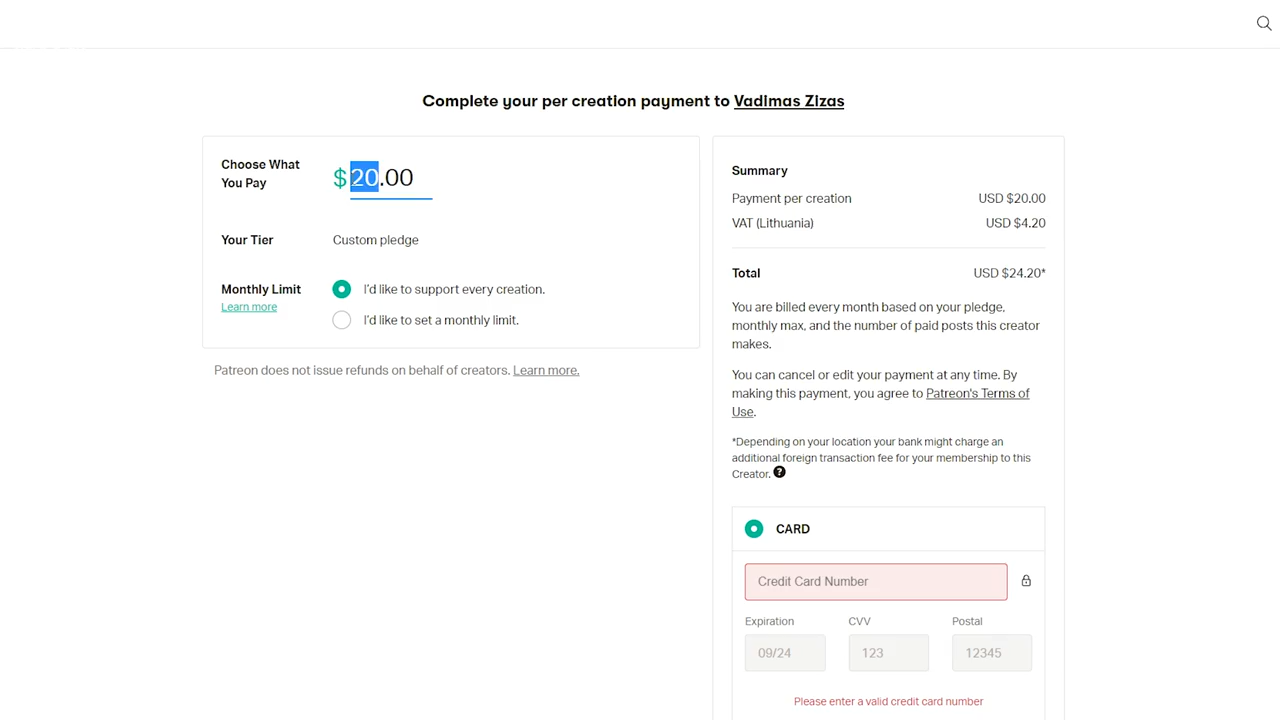 Complete your per creation payment to Vadimas Zizas
Choose What
You Pay
$20.00
Your Tier
Custom pledge
Monthly Limit
Learn more
I'd like to support every creation.
I'd like to set a monthly limit.
Patreon does not issue refunds on behalf of creators. Learn more.
Summary
Payment per creation USD $20.00
VAT (Lithuania) USD $4.20
Total USD $24.20*
You are billed every month based on your pledge,
monthly max, and the number of paid posts this creator
makes.
You can cancel or edit your payment at any time. By
making this payment, you agree to Patreon's Terms of
Use.
*Depending on your location your bank might charge an
additional foreign transaction fee for your membership to this
Creator. ?
CARD
Credit Card Number
Expiration CVV Postal
09/24 123 12345
Please enter a valid credit card number